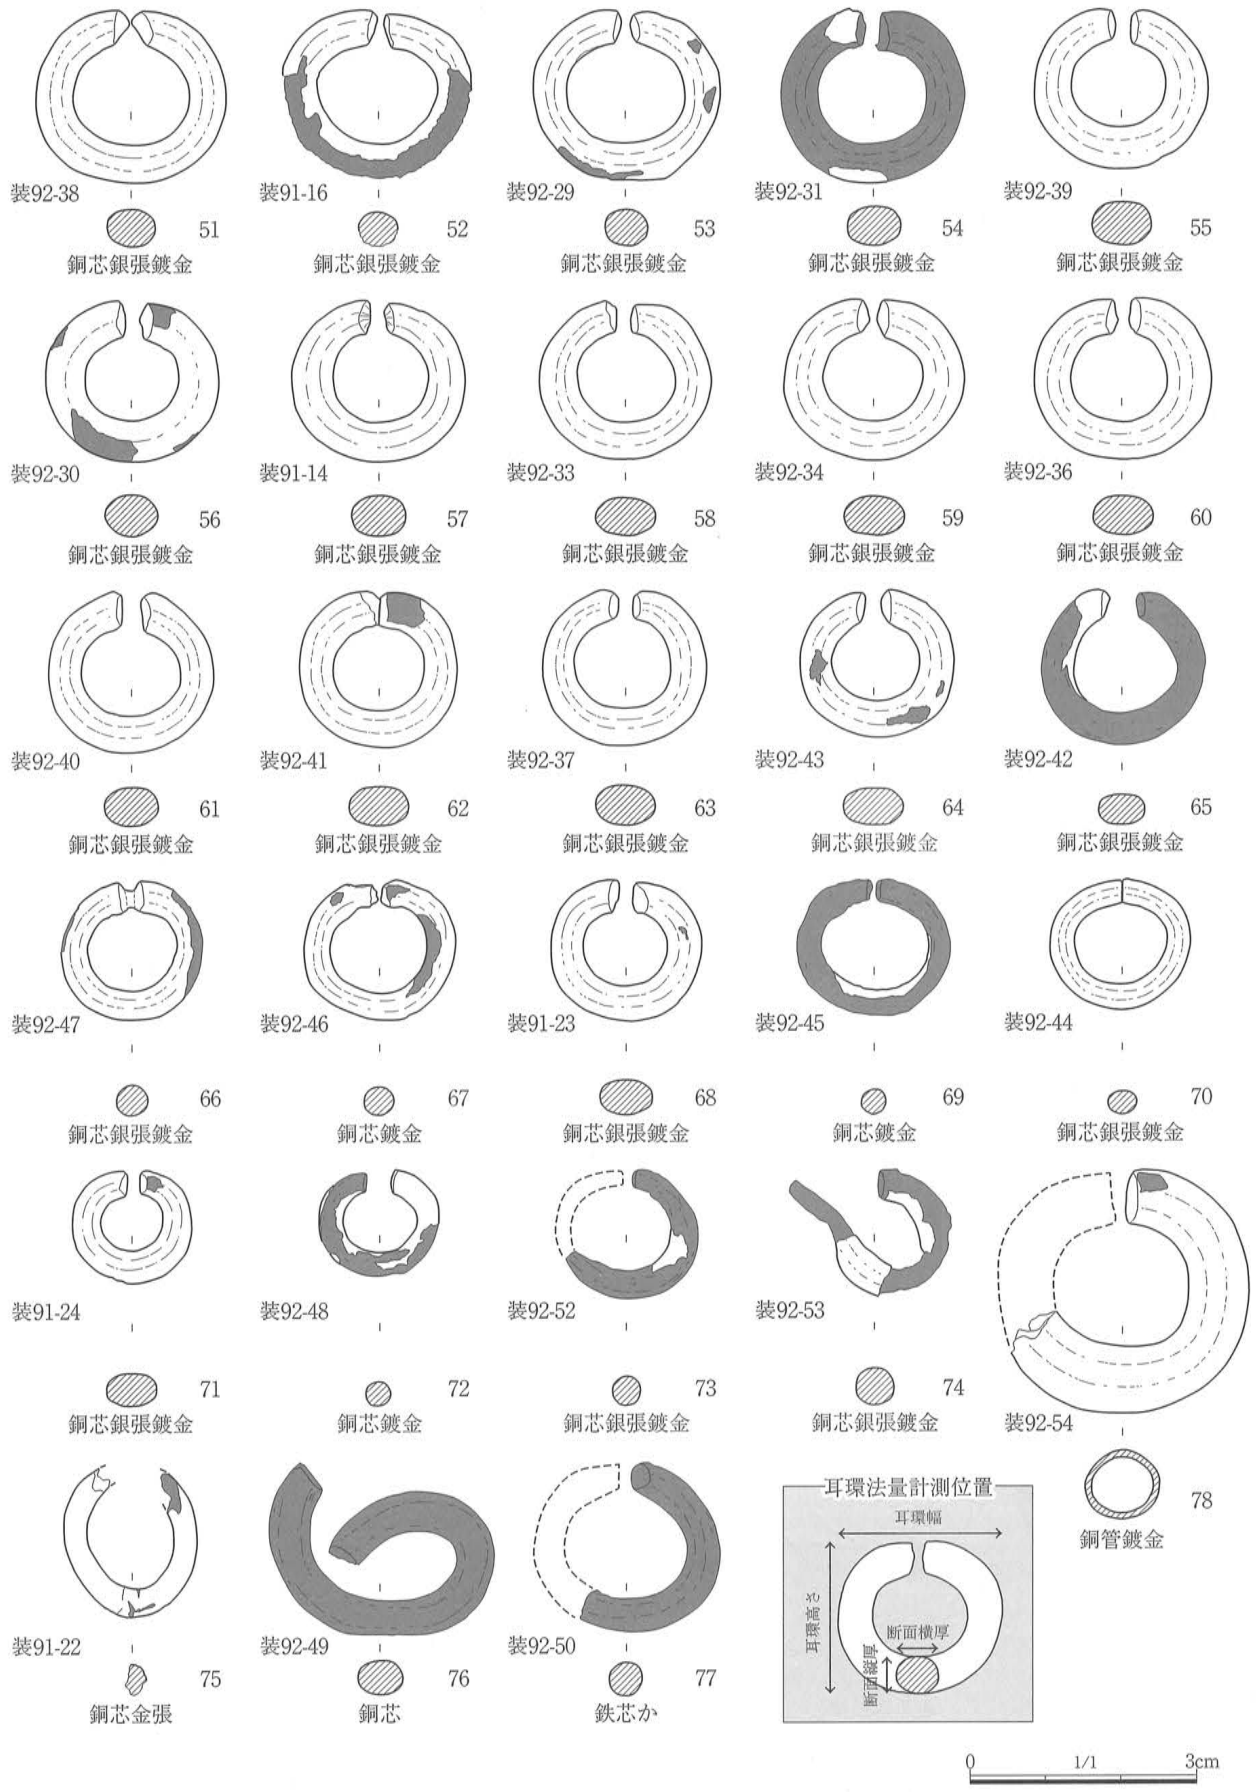 装92-38
装91-16
装92-29
装92-31
装92-39
51
52
53
54
55
銅芯銀張鍍金
銅芯銀張鍍金
銅芯銀張鍍金
銅芯銀張鍍金
銅芯銀張鍍金
装92-30
装91-14
装92-33
装92-34
装92-36
56
57
58
59
60
銅芯銀張鍍金
銅芯銀張鍍金
銅芯銀張鍍金
銅芯銀張鍍金
銅芯銀張鍍金
装92-40
装92-41
装92-37
装92-43
装92-42
61
62
63
64
65
銅芯銀張鍍金
銅芯銀張鍍金
銅芯銀張鍍金
銅芯銀張鍍金
銅芯銀張鍍金
装92-47
装92-46
装91-23
装92-45
装92-44
66
67
68
69
70
銅芯銀張鍍金
銅芯鍍金
銅芯銀張鍍金
銅芯鍍金
銅芯銀張鍍金
装91-24
装92-48
装92-52
装92-53
71
72
73
74
銅芯銀張鍍金
銅芯鍍金
銅芯銀張鍍金
銅芯銀張鍍金
装92-54
78
銅管鍍金
装91-22
装92-49
装92-50
75
76
77
銅芯金張
銅芯
鉄芯か
耳環法量計測位置
耳環幅
耳環高さ
断面横厚
断面縦厚
0 1/1 3cm